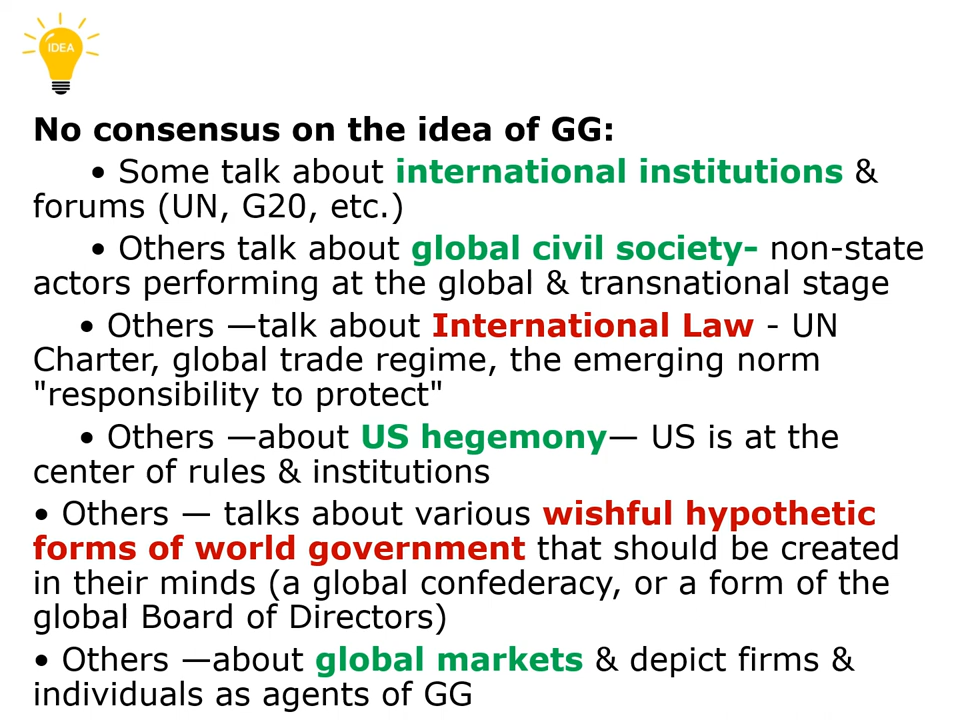 IDEA
No consensus on the idea of GG:
• Some talk about international institutions &
forums (UN, G20, etc.)
• Others talk about global civil society- non-state
actors performing at the global & transnational stage
• Others —talk about International Law - UN
Charter, global trade regime, the emerging norm
"responsibility to protect"
• Others —about US hegemony— US is at the
center of rules & institutions
• Others — talks about various wishful hypothetic
forms of world government that should be created
in their minds (a global confederacy, or a form of the
global Board of Directors)
• Others —about global markets & depict firms &
individuals as agents of GG